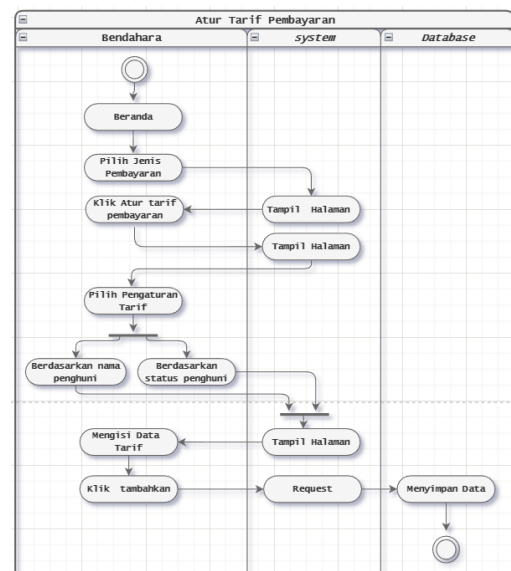 Atur Tarif Pembayaran
Bendahara
system
Database
Beranda
Pilih Jenis
Pembayaran
Klik Atur tarif
pembayaran
Tampil Halaman
Tampil Halaman
Pilih Pengaturan
Tarif
Berdasarkan nama
penghuni
Berdasarkan
status penghuni
Mengisi Data
Tarif
Tampil Halaman
Klik tambahkan
Request
Menyimpan Data